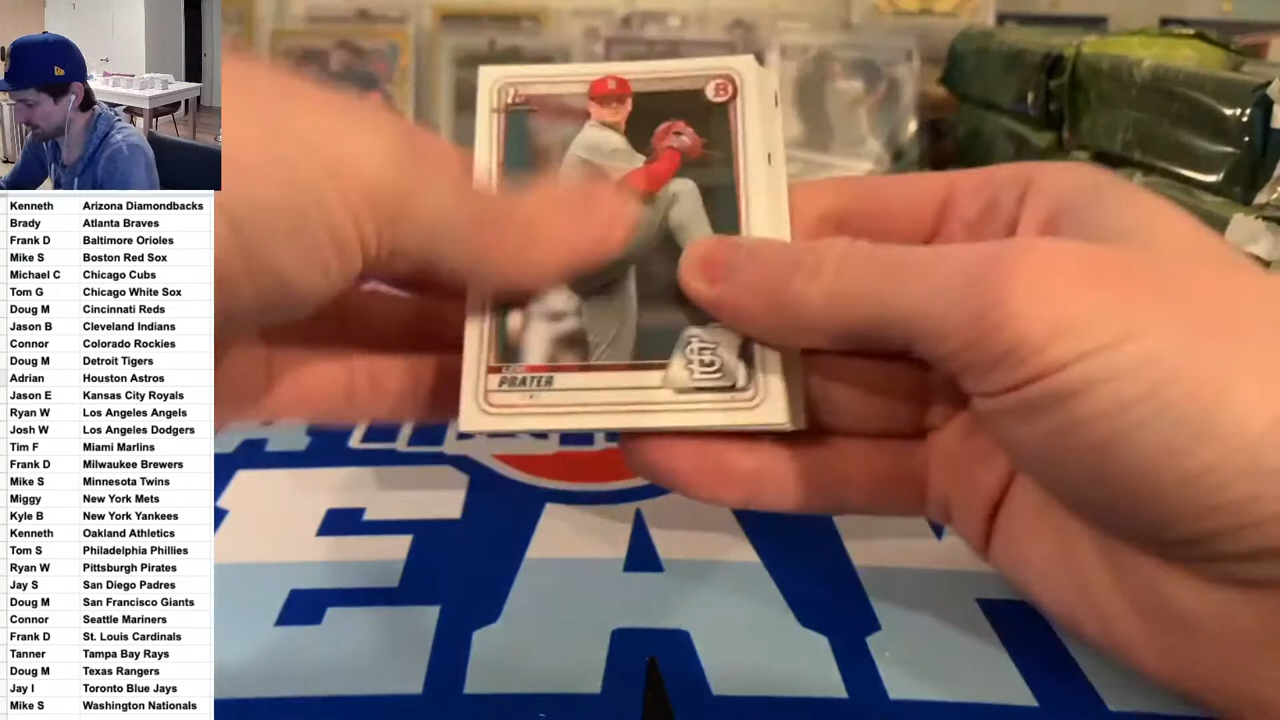 Kenneth Arizona Diamondbacks
Brady Atlanta Braves
Frank D Baltimore Orioles
Mike S Boston Red Sox
Michael C Chicago Cubs
Tom G Chicago White Sox
Doug M Cincinnati Reds
Jason B Cleveland Indians
Connor Colorado Rockies
Doug M Detroit Tigers
Adrian Houston Astros
Jason E Kansas City Royals
Ryan W Los Angeles Angels
Josh W Los Angeles Dodgers
Tim F Miami Marlins
Frank D Milwaukee Brewers
Mike S Minnesota Twins
Miggy New York Mets
Kyle B New York Yankees
Kenneth Oakland Athletics
Tom S Philadelphia Phillies
Ryan W Pittsburgh Pirates
Jay S San Diego Padres
Doug M San Francisco Giants
Connor Seattle Mariners
Frank D St. Louis Cardinals
Tanner Tampa Bay Rays
Doug M Texas Rangers
Jay I Toronto Blue Jays
Mike S Washington Nationals
B
PRATER
STL